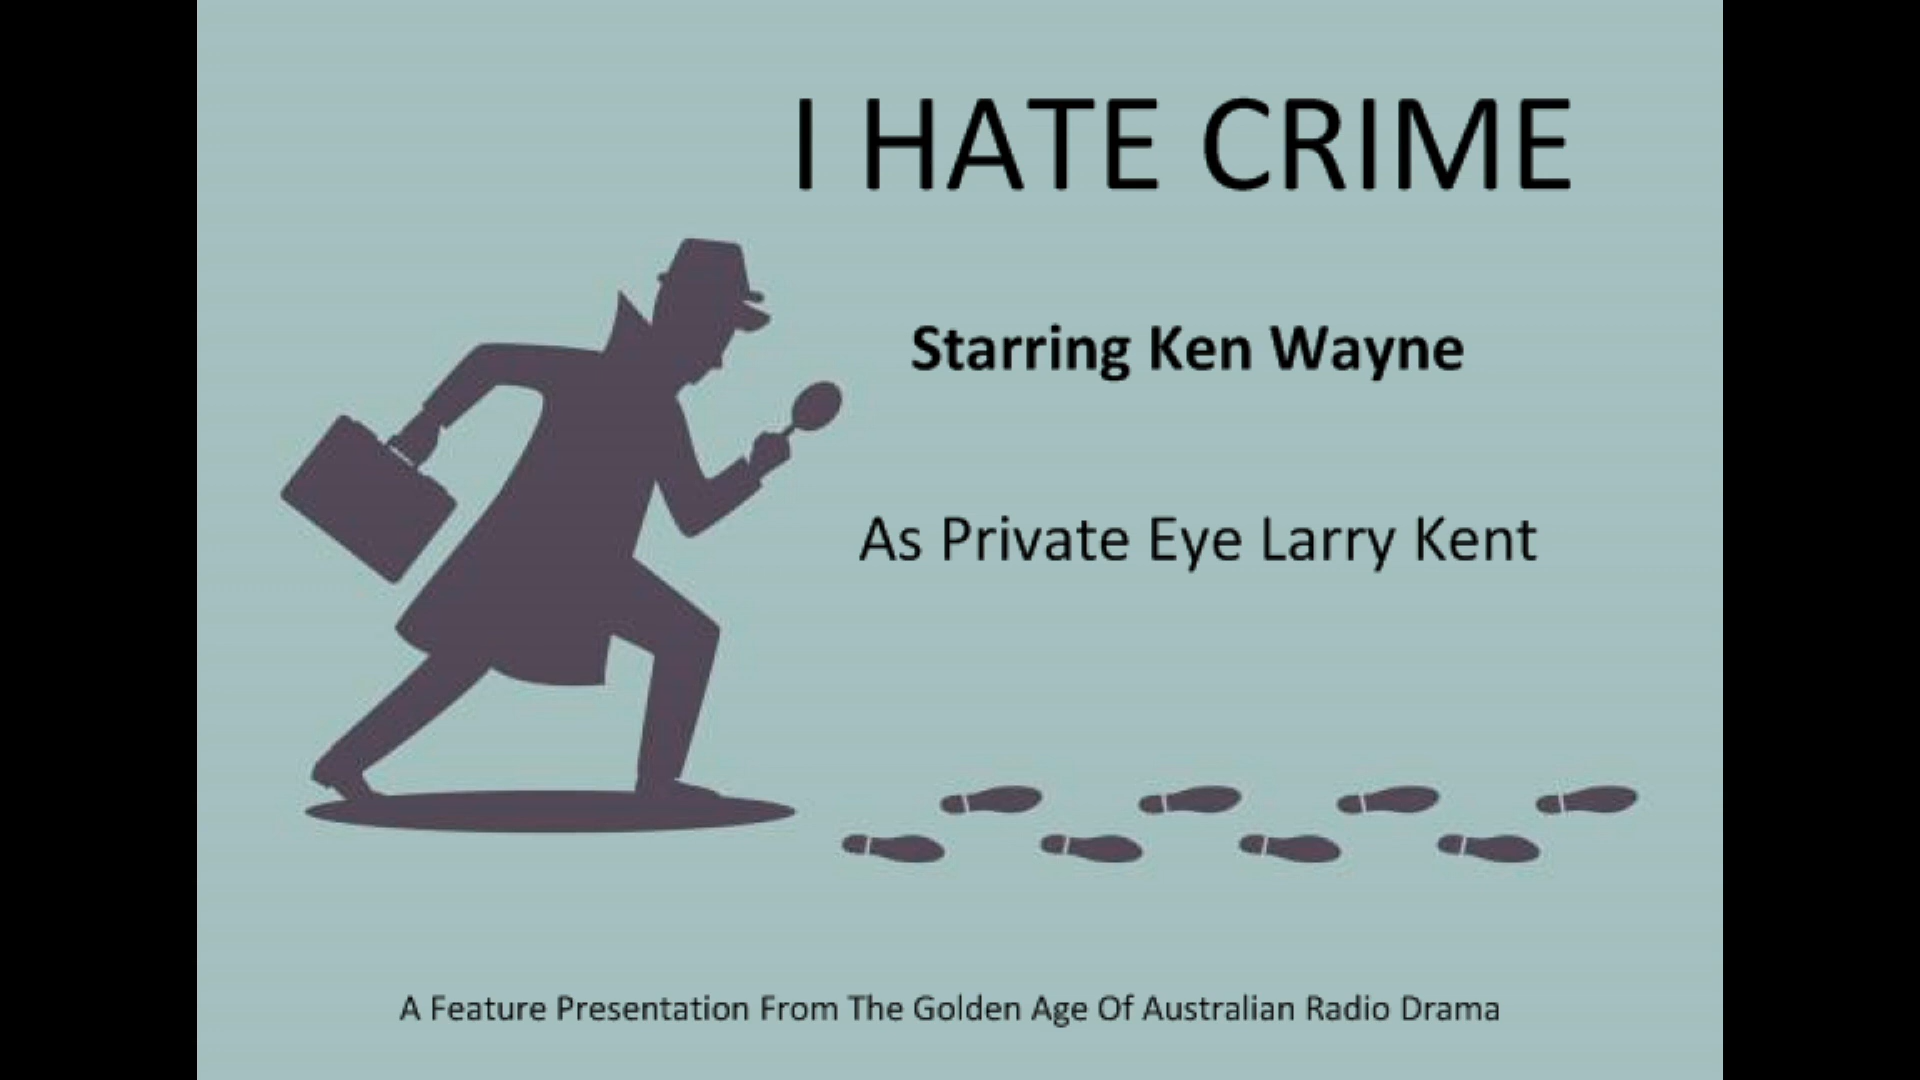 I HATE CRIME
Starring Ken Wayne
As Private Eye Larry Kent
A Feature Presentation From The Golden Age Of Australian Radio Drama